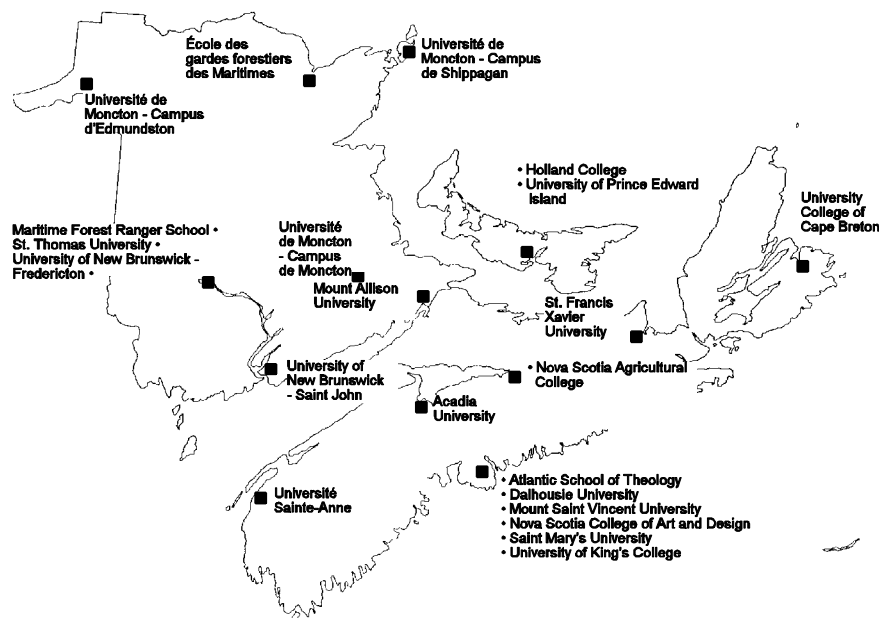 École des
gardes forestiers
des Maritimes
Université de
Moncton - Campus
de Shippagan
Université de
Moncton - Campus
d'Edmundston
• Holland College
• University of Prince Edward
Island
University
College of
Cape Breton
Maritime Forest Ranger School •
St. Thomas University •
University of New Brunswick -
Fredericton •
Université
de Moncton
- Campus
de Moncton
Mount Allison
University
St. Francis
Xavier
University
University of
New Brunswick
- Saint John
• Nova Scotia Agricultural
College
Acadia
University
Université
Sainte-Anne
• Atlantic School of Theology
• Dalhousie University
• Mount Saint Vincent University
• Nova Scotia College of Art and Design
• Saint Mary's University
• University of King's College